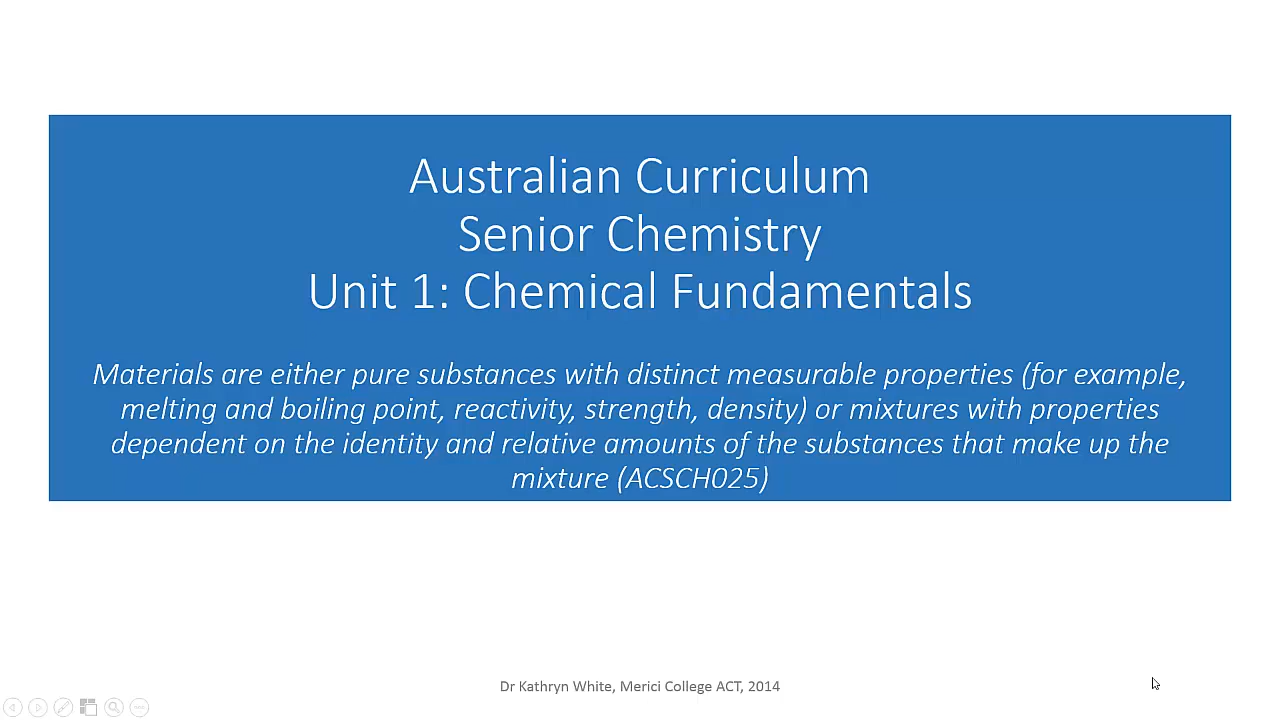 Australian Curriculum
Senior Chemistry
Unit 1: Chemical Fundamentals
Materials are either pure substances with distinct measurable properties (for example,
melting and boiling point, reactivity, strength, density) or mixtures with properties
dependent on the identity and relative amounts of the substances that make up the
mixture (ACSCH025)
Dr Kathryn White, Merici College ACT, 2014